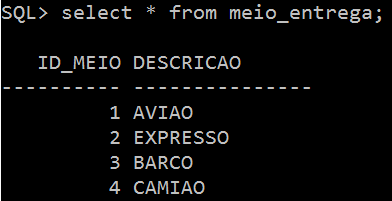 SQL> select * from meio_entrega;
ID_MEIO DESCRICAO
---------- ---------------
1 AVIAO
2 EXPRESSO
3 BARCO
4 CAMIAO